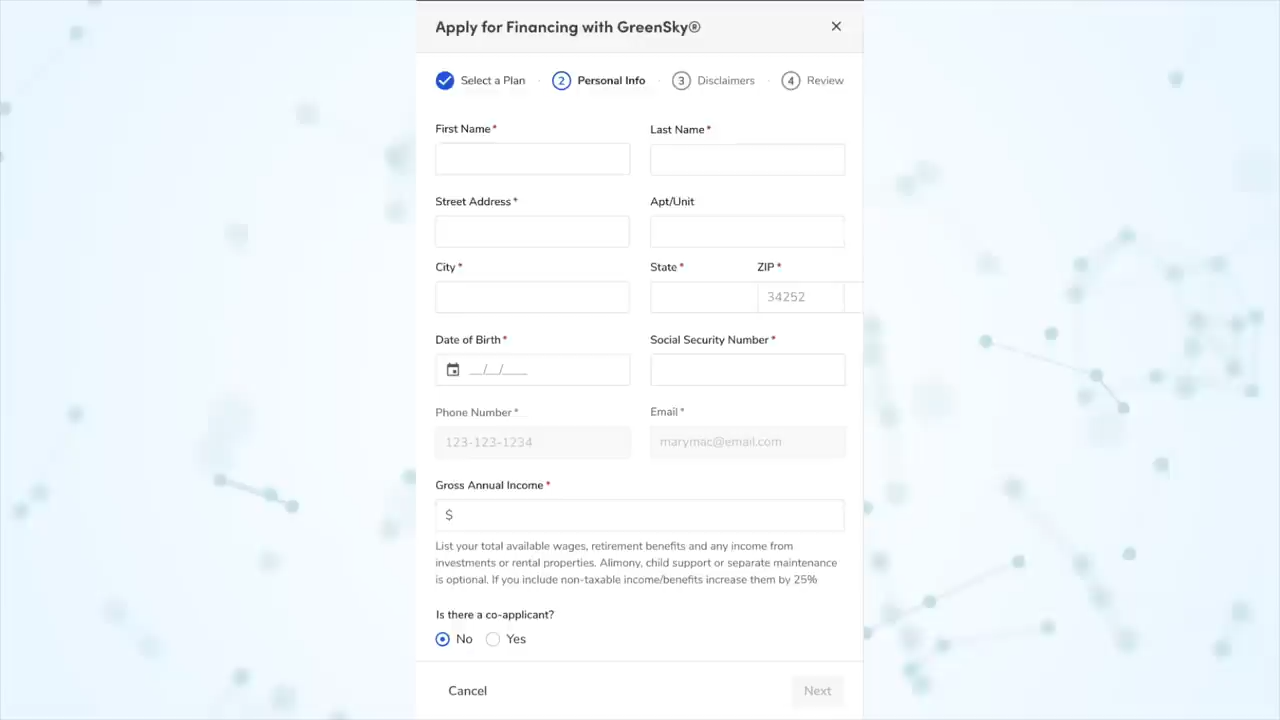 Apply for Financing with GreenSky®
Select a Plan 2 Personal Info 3 Disclaimers 4 Review
First Name * Last Name *
Street Address * Apt/Unit
City * State * ZIP *
34252
Date of Birth * Social Security Number *
__/__/____
Phone Number * Email *
123-123-1234 marymac@email.com
Gross Annual Income *
$
List your total available wages, retirement benefits and any income from
investments or rental properties. Alimony, child support or separate maintenance
is optional. If you include non-taxable income/benefits increase them by 25%
Is there a co-applicant?
No Yes
Cancel Next